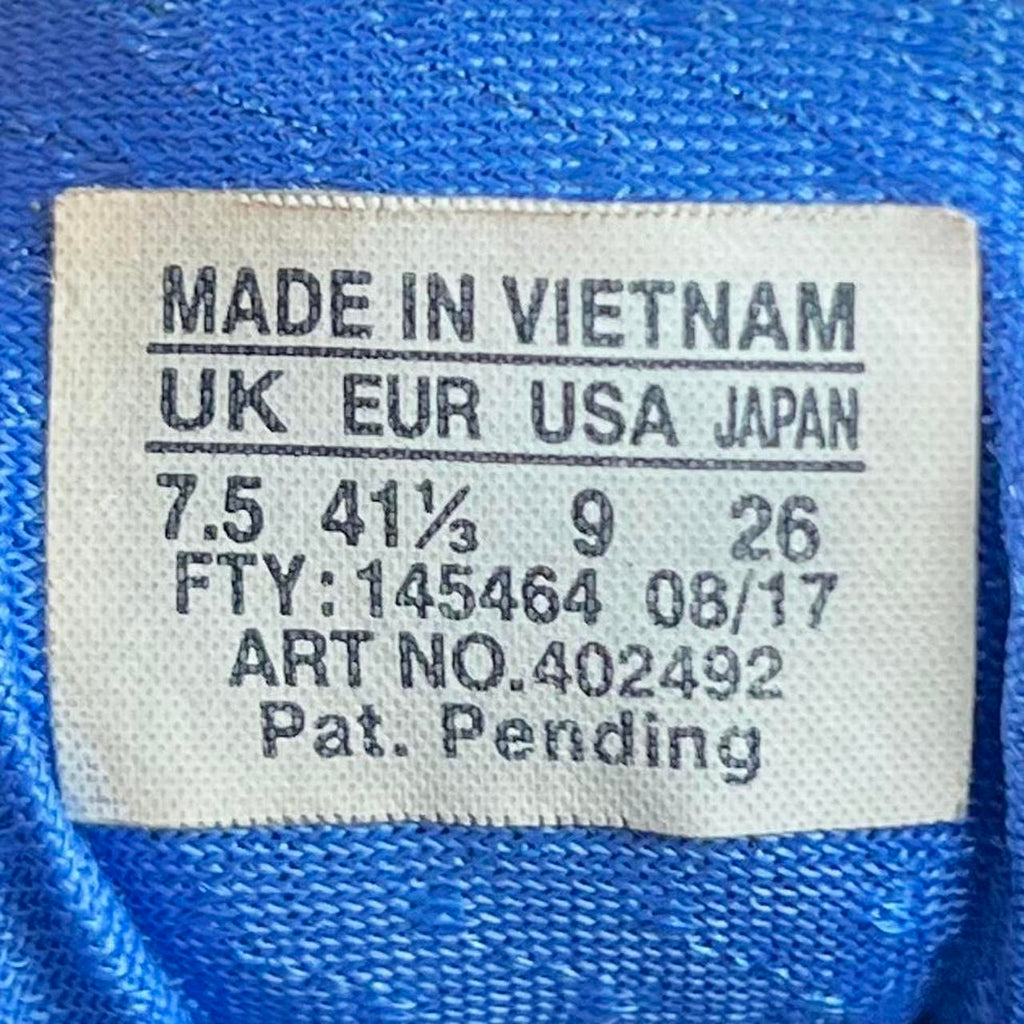 MADE IN VIETNAM
UK EUR USA JAPAN
7.5 41⅓ 9 26
FTY: 145464 08/17
ART NO.402492
Pat. Pending